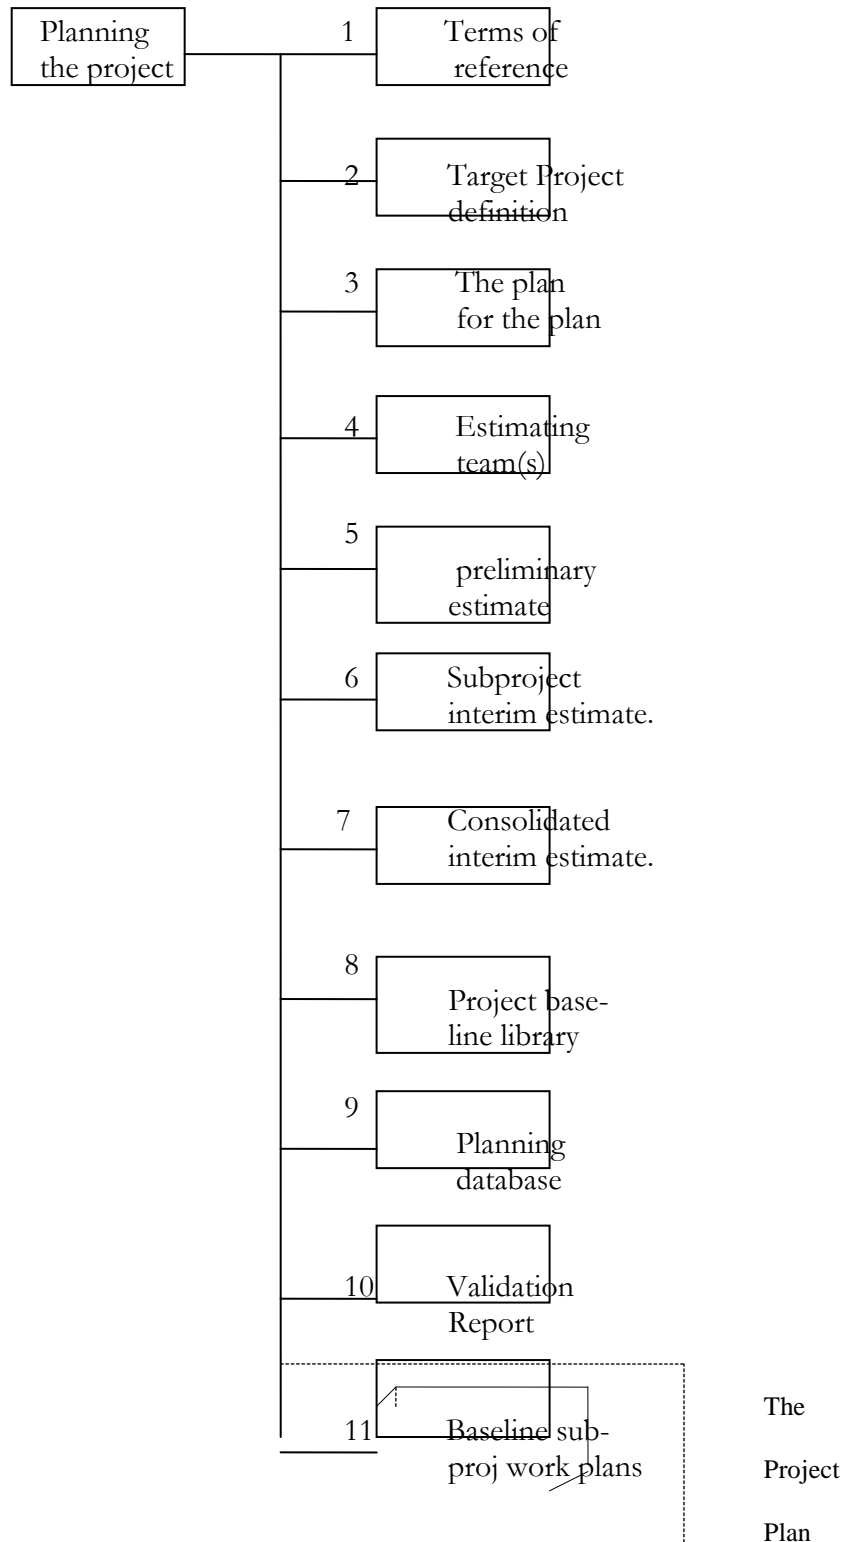 Planning
the project
1
Terms of
reference
2
Target Project
definition
3
The plan
for the plan
4
Estimating
team(s)
5
preliminary
estimate
6
Subproject
interim estimate.
7
Consolidated
interim estimate.
8
Project base-
line library
9
Planning
database
10
Validation
Report
11
Baseline sub-
proj work plans
The
Project
Plan